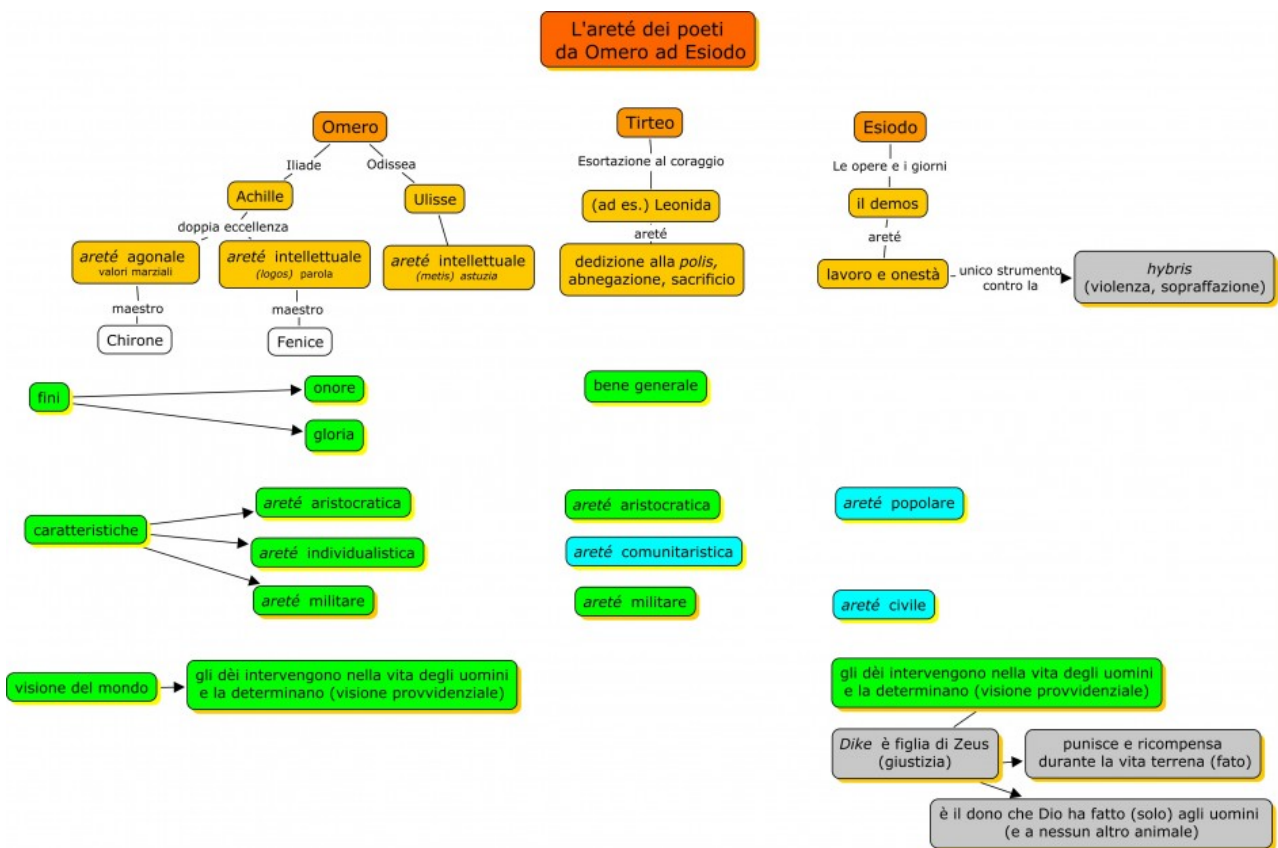 L'areté dei poeti
da Omero ad Esiodo
Omero
Tirteo
Esiodo
Iliade
Odissea
Esortazione al coraggio
Le opere e i giorni
Achille
Ulisse
(ad es.) Leonida
il demos
doppia eccellenza
areté
areté
areté agonale
valori marziali
areté intellettuale
(logos) parola
areté intellettuale
(metis) astuzia
dedizione alla polis,
abnegazione, sacrificio
lavoro e onestà
unico strumento
contro la
hybris
(violenza, sopraffazione)
maestro
maestro
Chirone
Fenice
fini
onore
gloria
bene generale
caratteristiche
areté aristocratica
areté individualistica
areté militare
areté aristocratica
areté comunitaristica
areté militare
areté popolare
areté civile
visione del mondo
gli dèi intervengono nella vita degli uomini
e la determinano (visione provvidenziale)
gli dèi intervengono nella vita degli uomini
e la determinano (visione provvidenziale)
Dike è figlia di Zeus
(giustizia)
punisce e ricompensa
durante la vita terrena (fato)
è il dono che Dio ha fatto (solo) agli uomini
(e a nessun altro animale)